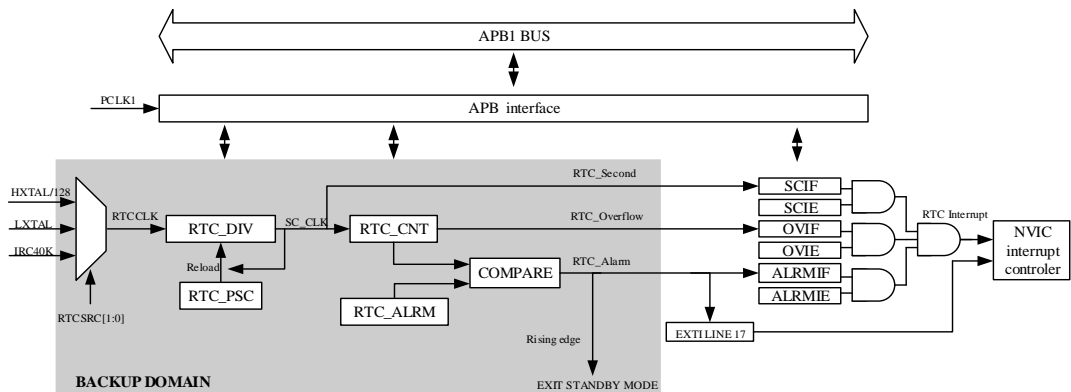 APB1 BUS
PCLK1
APB interface
HXTAL/128
LXTAL
IRC40K
RTCCLK
RTCSRC[1:0]
RTC_DIV
SC_CLK
Reload
RTC_PSC
RTC_CNT
RTC_ALRM
COMPARE
RTC_Second
RTC_Overflow
RTC_Alarm
Rising edge
EXIT STANDBY MODE
BACKUP DOMAIN
SCIF
SCIE
OVIF
OVIE
ALRMIF
ALRMIE
EXTI LINE 17
RTC Interrupt
NVIC
interrupt
controler